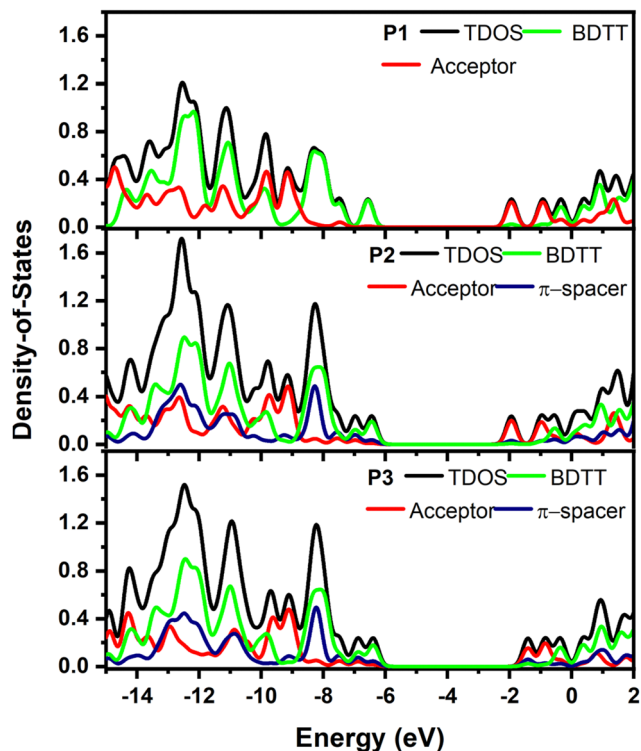 1.6
P1 TDOS BDTT
Acceptor
1.2
0.8
0.4
0.0
P2 TDOS BDTT
1.6
Acceptor π−spacer
1.2
0.8
0.4
0.0
P3 TDOS BDTT
1.6
Acceptor π−spacer
1.2
0.8
0.4
0.0
-14 -12 -10 -8 -6 -4 -2 0 2
Energy (eV)
Density-of-States